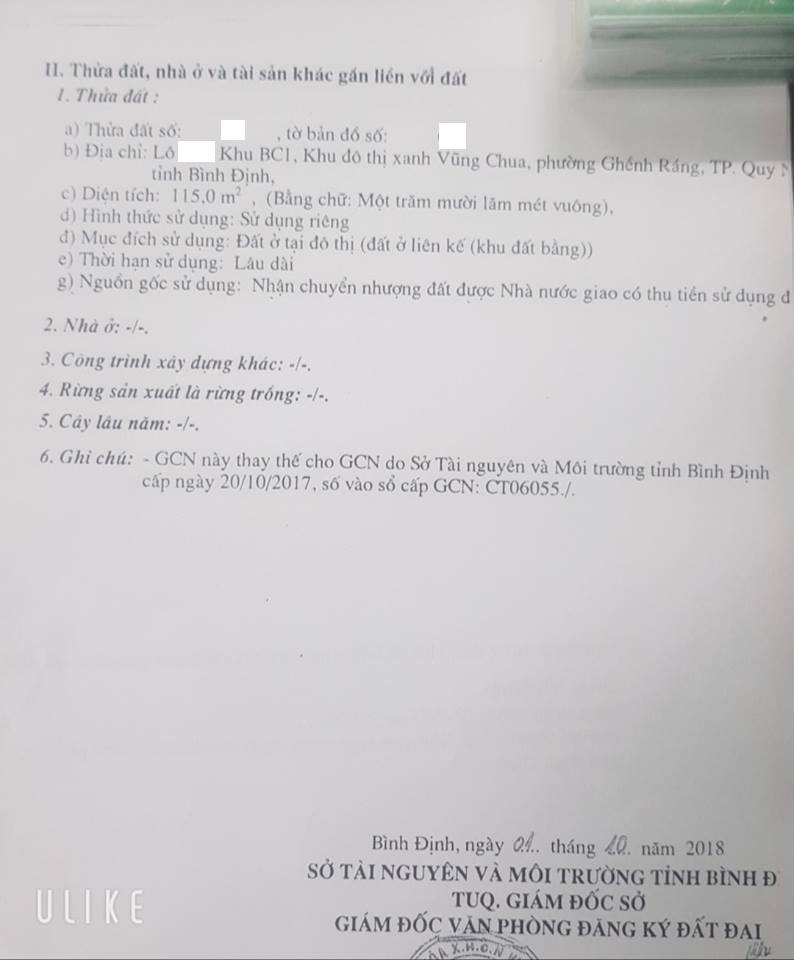 II. Thửa đất, nhà ở và tài sản khác gắn liền với đất
1. Thửa đất :
a) Thửa đất số: , tờ bản đồ số:
b) Địa chỉ: Lô Khu BC1, Khu đô thị xanh Vũng Chua, phường Ghềnh Ráng, TP. Quy
tỉnh Bình Định,
c) Diện tích: 115,0 m² , (Bằng chữ: Một trăm mười lăm mét vuông),
d) Hình thức sử dụng: Sử dụng riêng
đ) Mục đích sử dụng: Đất ở tại đô thị (đất ở liên kế (khu đất bằng))
e) Thời hạn sử dụng: Lâu dài
g) Nguồn gốc sử dụng: Nhận chuyển nhượng đất được Nhà nước giao có thu tiền sử dụng đ
2. Nhà ở: -/-.
3. Công trình xây dựng khác: -/-.
4. Rừng sản xuất là rừng trồng: -/-.
5. Cây lâu năm: -/-.
6. Ghi chú: - GCN này thay thế cho GCN do Sở Tài nguyên và Môi trường tỉnh Bình Định
cấp ngày 20/10/2017, số vào sổ cấp GCN: CT06055./.
Bình Định, ngày 01.. tháng 10. năm 2018
SỞ TÀI NGUYÊN VÀ MÔI TRƯỜNG TỈNH BÌNH Đ
TUQ. GIÁM ĐỐC SỞ
GIÁM ĐỐC VĂN PHÒNG ĐĂNG KÝ ĐẤT ĐAI
X.H.C.N
ULIKE